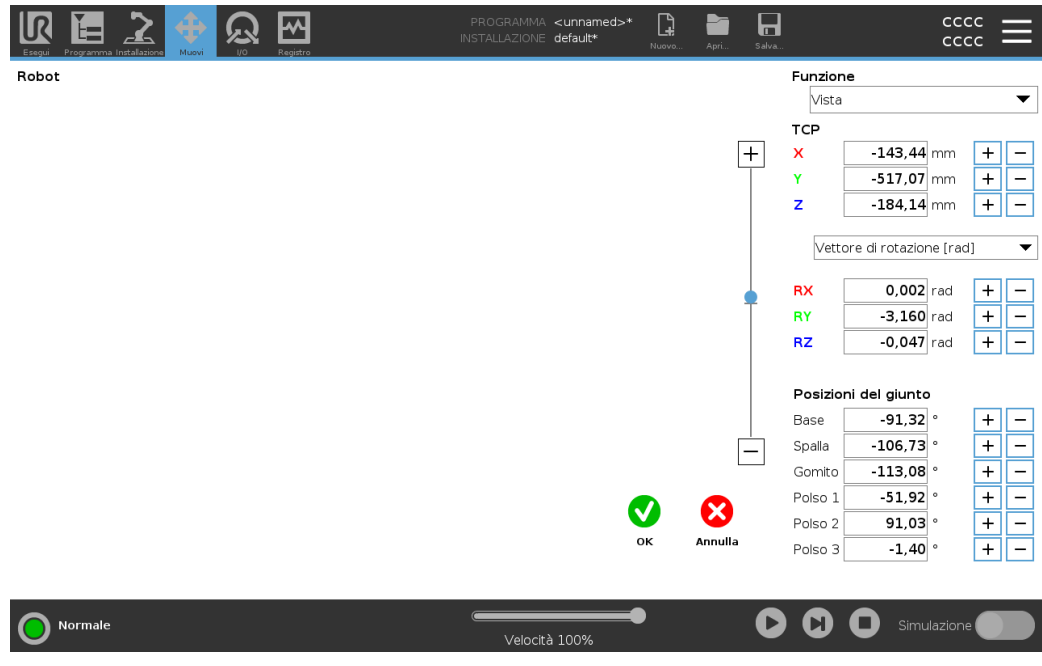 UR
Esegui
Programma
Installazione
Muovi
I/O
Registro
PROGRAMMA <unnamed>*
INSTALLAZIONE default*
Nuovo...
Apri...
Salva...
cccc
cccc
Robot
Funzione
Vista
TCP
X -143,44 mm + −
Y -517,07 mm + −
Z -184,14 mm + −
Vettore di rotazione [rad]
RX 0,002 rad + −
RY -3,160 rad + −
RZ -0,047 rad + −
Posizioni del giunto
Base -91,32 ° + −
Spalla -106,73 ° + −
Gomito -113,08 ° + −
Polso 1 -51,92 ° + −
Polso 2 91,03 ° + −
Polso 3 -1,40 ° + −
+
−
OK
Annulla
Normale
Velocità 100%
Simulazione